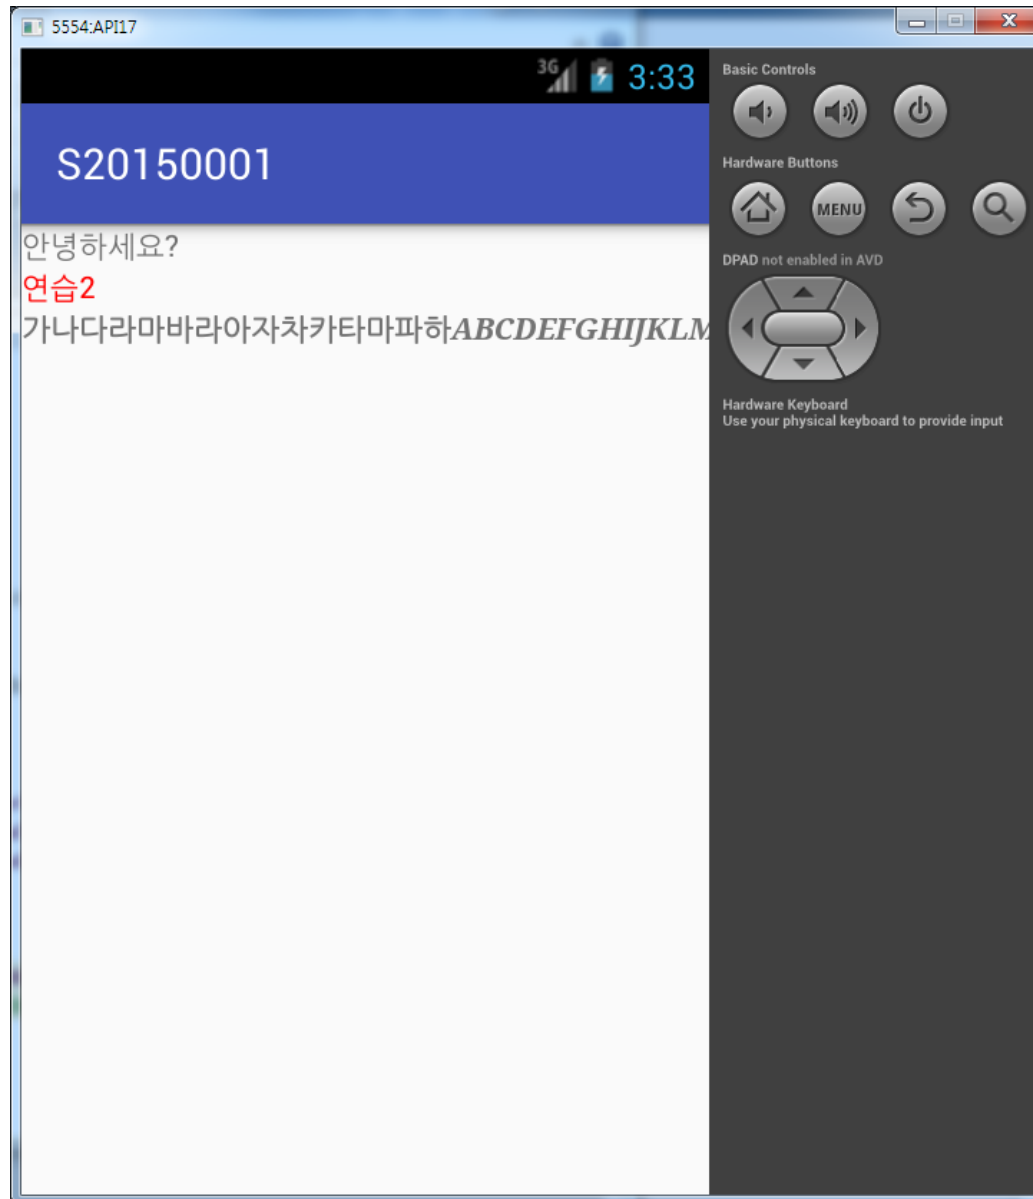 5554:API17
3G 3:33
S20150001
안녕하세요?
연습2
가나다라마바라아자차카타마파하ABCDEFGHIJKLM
Basic Controls
Hardware Buttons
MENU
DPAD not enabled in AVD
Hardware Keyboard
Use your physical keyboard to provide input